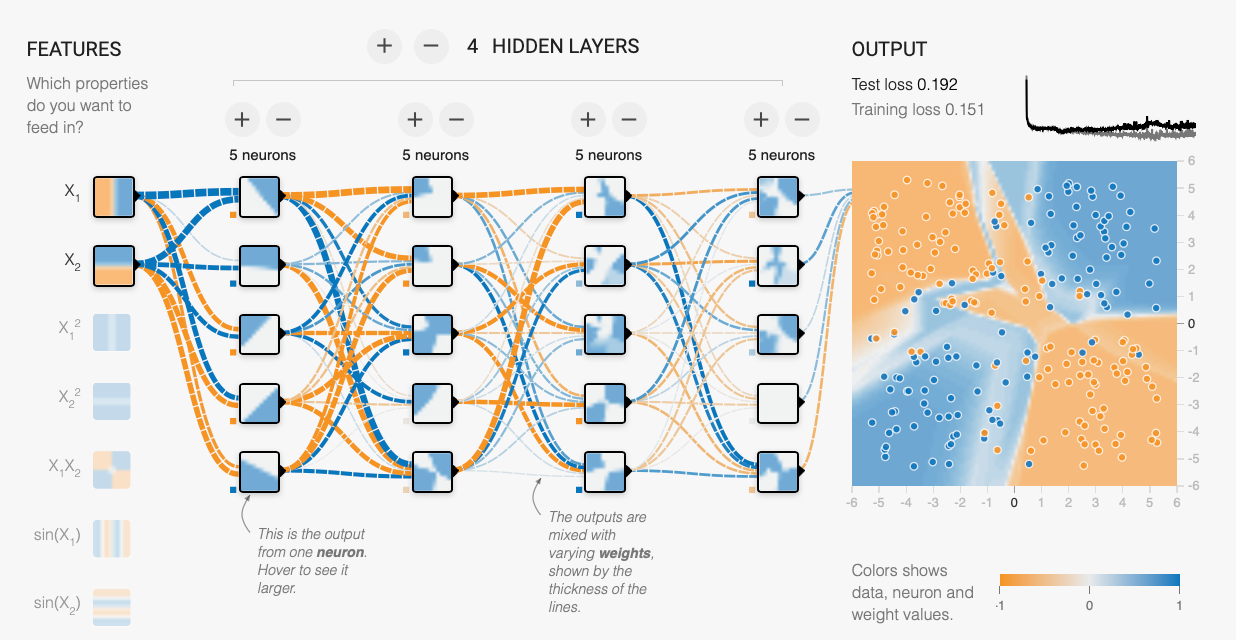 FEATURES
Which properties
do you want to
feed in?
+ − 4 HIDDEN LAYERS
+ − + − + − + −
5 neurons 5 neurons 5 neurons 5 neurons
X1
X2
X1²
X2²
X1X2
sin(X1)
sin(X2)
This is the output
from one neuron.
Hover to see it
larger.
The outputs are
mixed with
varying weights,
shown by the
thickness of the
lines.
OUTPUT
Test loss 0.192
Training loss 0.151
6
5
4
3
2
1
0
-1
-2
-3
-4
-5
-6
-6 -5 -4 -3 -2 -1 0 1 2 3 4 5 6
Colors shows
data, neuron and
weight values.
-1 0 1